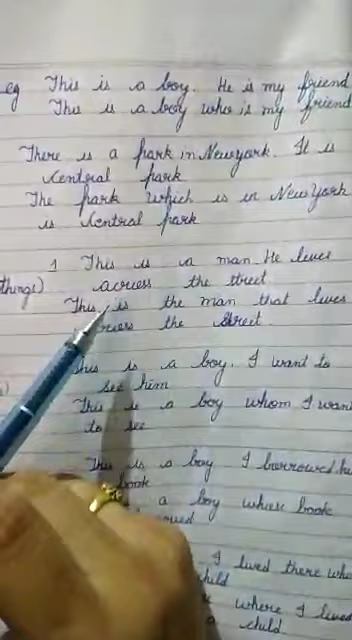 eg This is a boy. He is my friend
This is a boy who is my friend
There is a park in Newyork. It is
Central park
The park which is in New York
is Central park
1 This is a man. He lives
things) across the street
This is the man that lives
the street.
This is a boy. I want to
see him
This is a boy whom I want
to see
This is a boy I borrowed
book
a boy whose book
I lived there
child
where I lived
a child